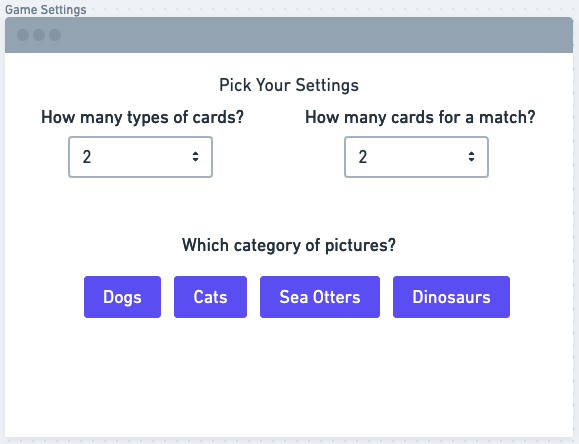 Game Settings
Pick Your Settings
How many types of cards? How many cards for a match?
2 2
Which category of pictures?
Dogs Cats Sea Otters Dinosaurs